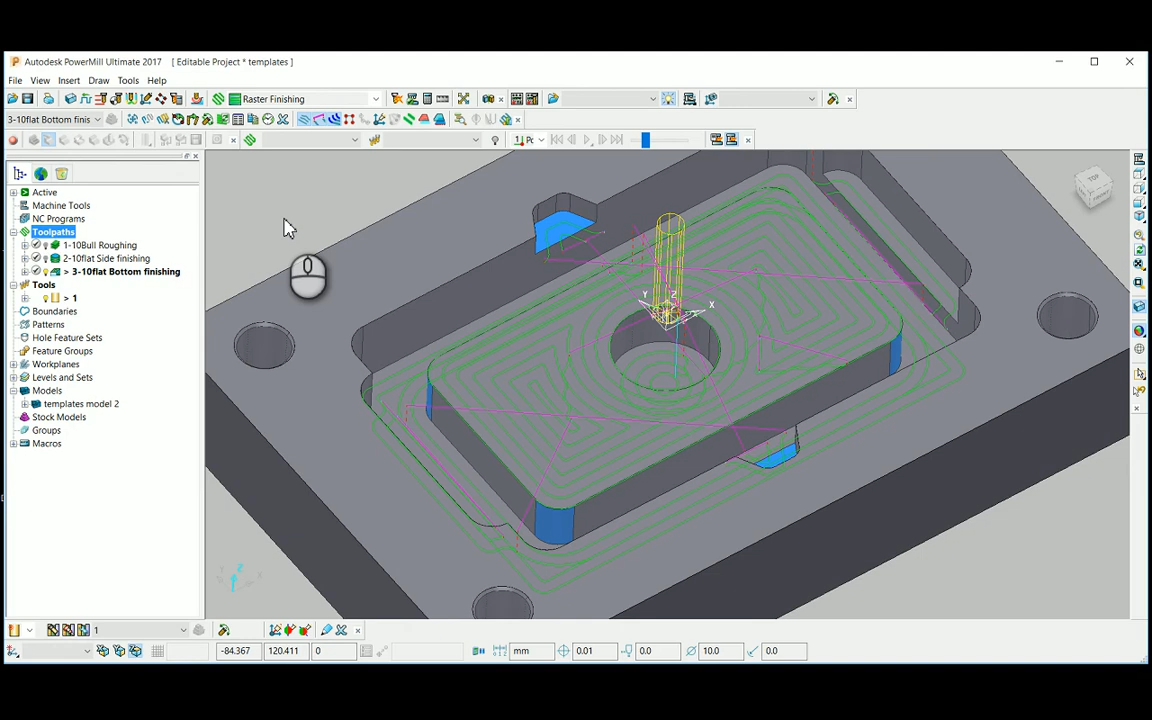 Autodesk PowerMill Ultimate 2017    [ Editable Project * templates ]
File View Insert Draw Tools Help
Raster Finishing
3-10flat Bottom finis
Active
Machine Tools
NC Programs
Toolpaths
1-10Bull Roughing
2-10flat Side finishing
> 3-10flat Bottom finishing
Tools
> 1
Boundaries
Patterns
Hole Feature Sets
Feature Groups
Workplanes
Levels and Sets
Models
templates model 2
Stock Models
Groups
Macros
TOP
Y Z X
Z
1
-84.367 120.411 0 mm 0.01 0.0 10.0 0.0